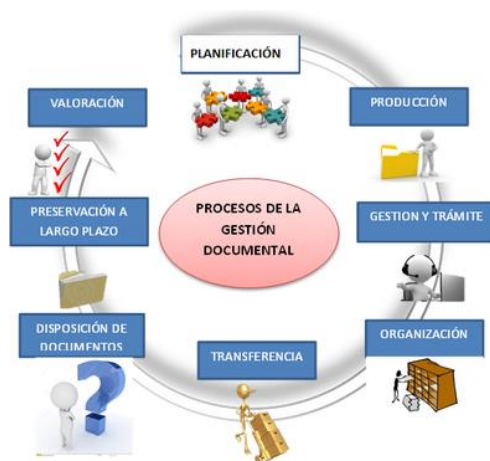 PLANIFICACIÓN
PRODUCCIÓN
GESTION Y TRÁMITE
ORGANIZACIÓN
TRANSFERENCIA
DISPOSICIÓN DE
DOCUMENTOS
PRESERVACIÓN A
LARGO PLAZO
VALORACIÓN
PROCESOS DE LA
GESTIÓN
DOCUMENTAL